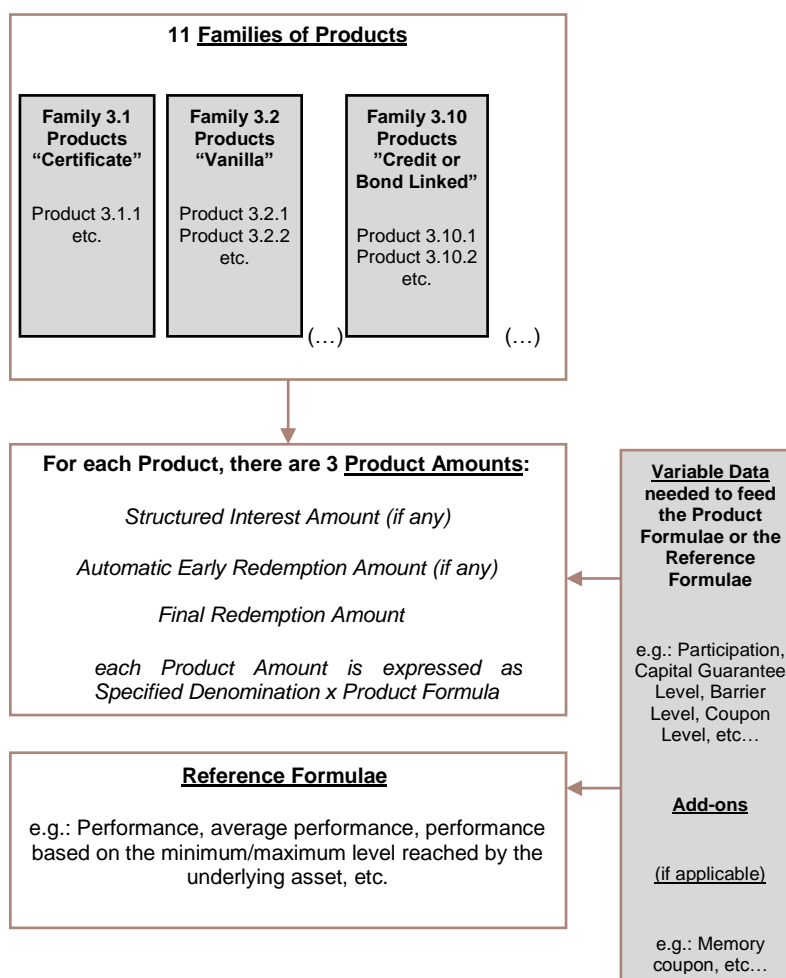 11 Families of Products
Family 3.1
Products
“Certificate”
Product 3.1.1
etc.
Family 3.2
Products
“Vanilla”
Product 3.2.1
Product 3.2.2
etc.
(…)
Family 3.10
Products
”Credit or
Bond Linked”
Product 3.10.1
Product 3.10.2
etc.
(…)
For each Product, there are 3 Product Amounts:
Structured Interest Amount (if any)
Automatic Early Redemption Amount (if any)
Final Redemption Amount
each Product Amount is expressed as
Specified Denomination x Product Formula
Reference Formulae
e.g.: Performance, average performance, performance
based on the minimum/maximum level reached by the
underlying asset, etc.
Variable Data
needed to feed
the Product
Formulae or the
Reference
Formulae
e.g.: Participation,
Capital Guarantee
Level, Barrier
Level, Coupon
Level, etc…
Add-ons
(if applicable)
e.g.: Memory
coupon, etc…